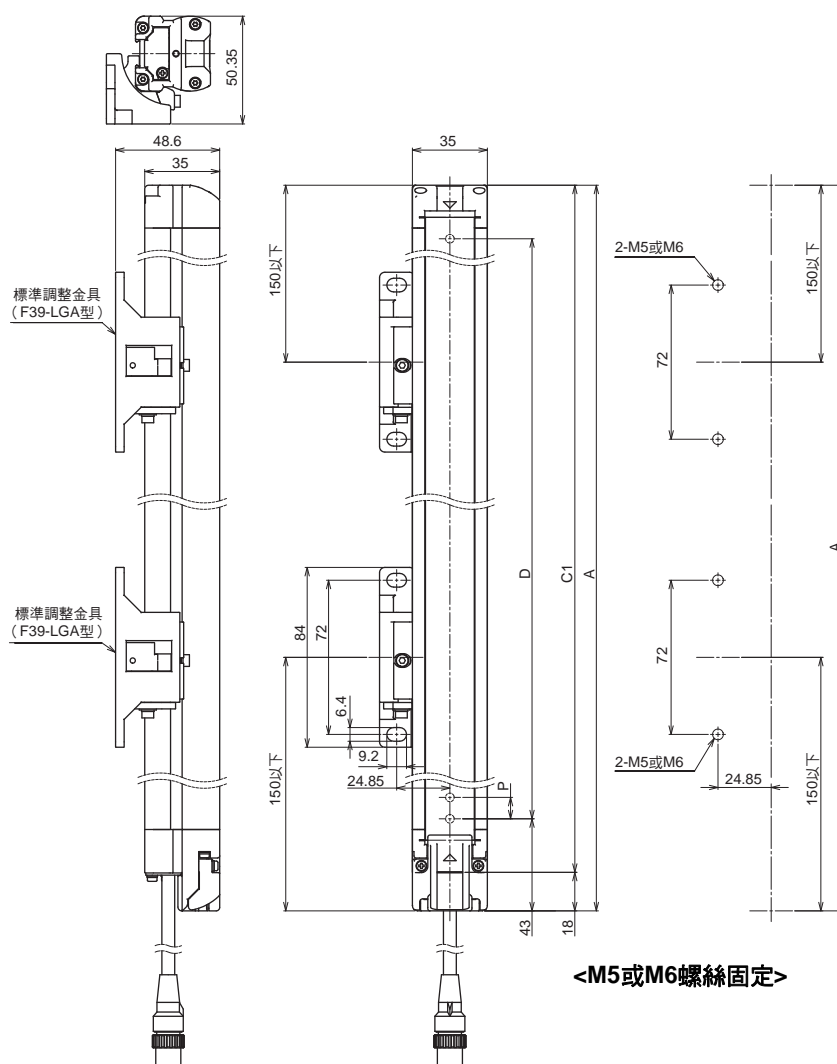 50.35
48.6
35
35
150以下
2-M5或M6
150以下
標準調整金具
(F39-LGA型)
72
D
C1
A
A
標準調整金具
(F39-LGA型)
84
72
72
6.4
9.2
24.85
P
2-M5或M6
24.85
150以下
150以下
43
18
<M5或M6螺絲固定>